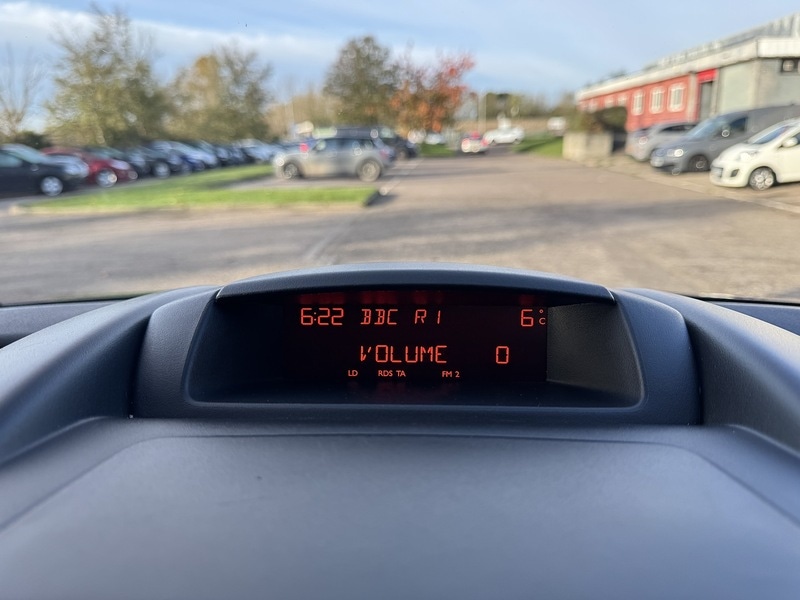 6:22 BBC R1 6°C
VOLUME 0
LD RDS TA FM 2